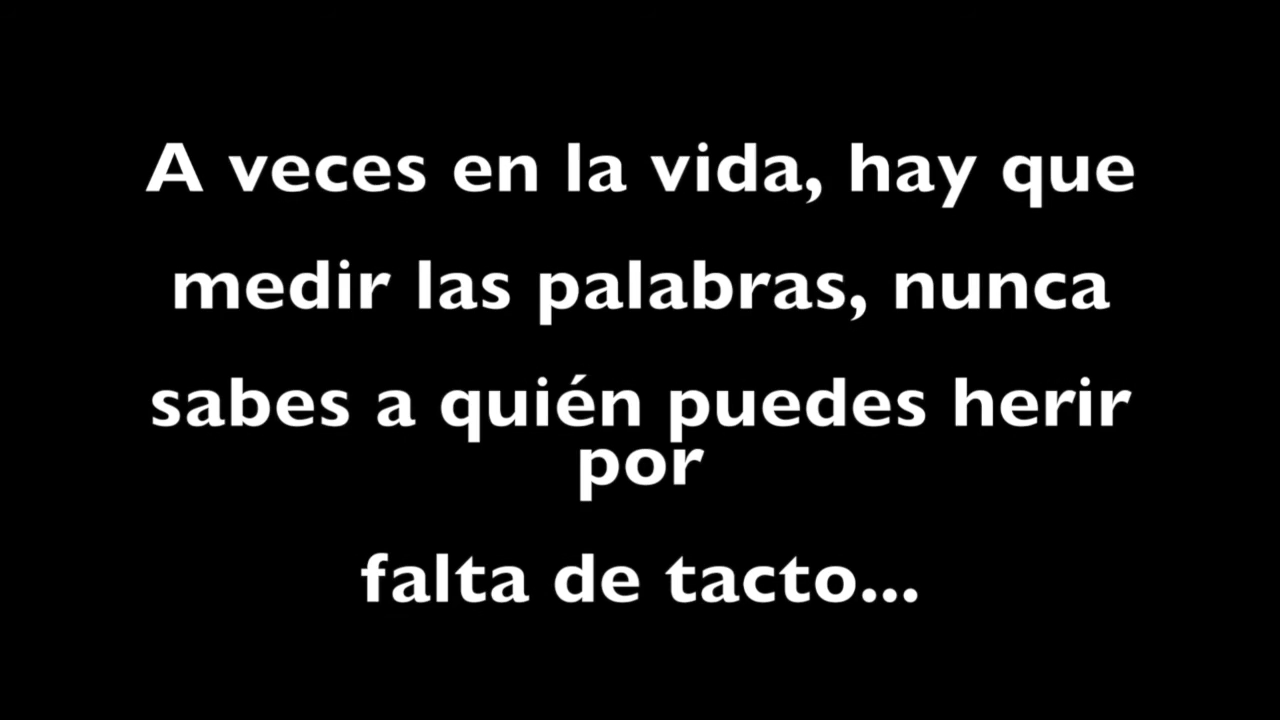 A veces en la vida, hay que
medir las palabras, nunca
sabes a quién puedes herir
por
falta de tacto...